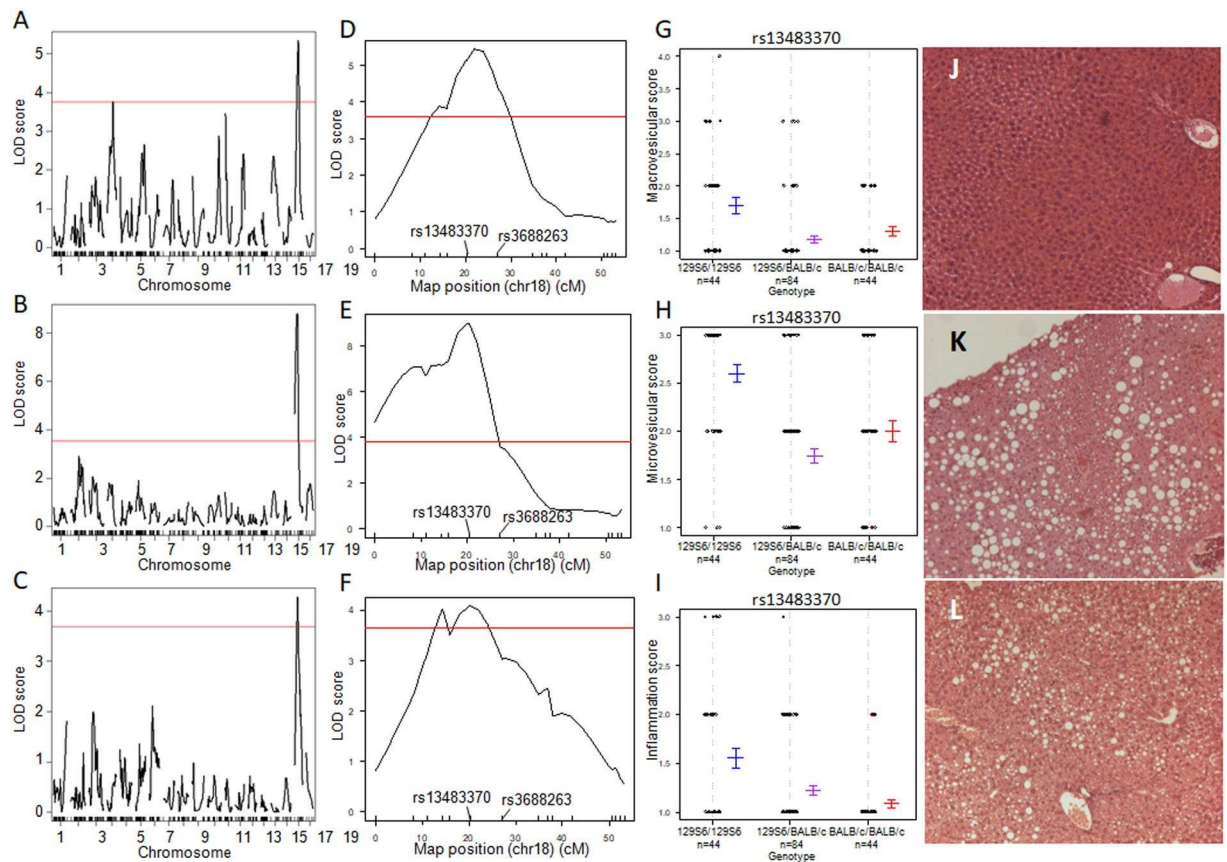 A
5
4
3
2
1
0
LOD score
1 3 5 7 9 11 13 15 17 19
Chromosome
B
8
6
4
2
0
LOD score
1 3 5 7 9 11 13 15 17 19
Chromosome
C
4
3
2
1
0
LOD score
1 3 5 7 9 11 13 15 17 19
Chromosome
D
5
4
3
2
1
0
LOD score
rs13483370
rs3688263
0 10 20 30 40 50
Map position (chr18) (cM)
E
8
6
4
2
0
LOD score
rs13483370
rs3688263
0 10 20 30 40 50
Map position (chr18) (cM)
F
4
3
2
1
0
LOD score
rs13483370
rs3688263
0 10 20 30 40 50
Map position (chr18) (cM)
G
rs13483370
4.0
3.0
2.0
1.5
1.0
Macrovesicular score
129S6/129S6 129S6/BALB/c BALB/c/BALB/c
n=44 n=84 n=44
Genotype
H
rs13483370
3.0
2.5
2.0
1.5
1.0
Microvesicular score
129S6/129S6 129S6/BALB/c BALB/c/BALB/c
n=44 n=84 n=44
Genotype
I
rs13483370
3.0
2.5
2.0
1.5
1.0
Inflammation score
129S6/129S6 129S6/BALB/c BALB/c/BALB/c
n=44 n=84 n=44
Genotype
J
K
L